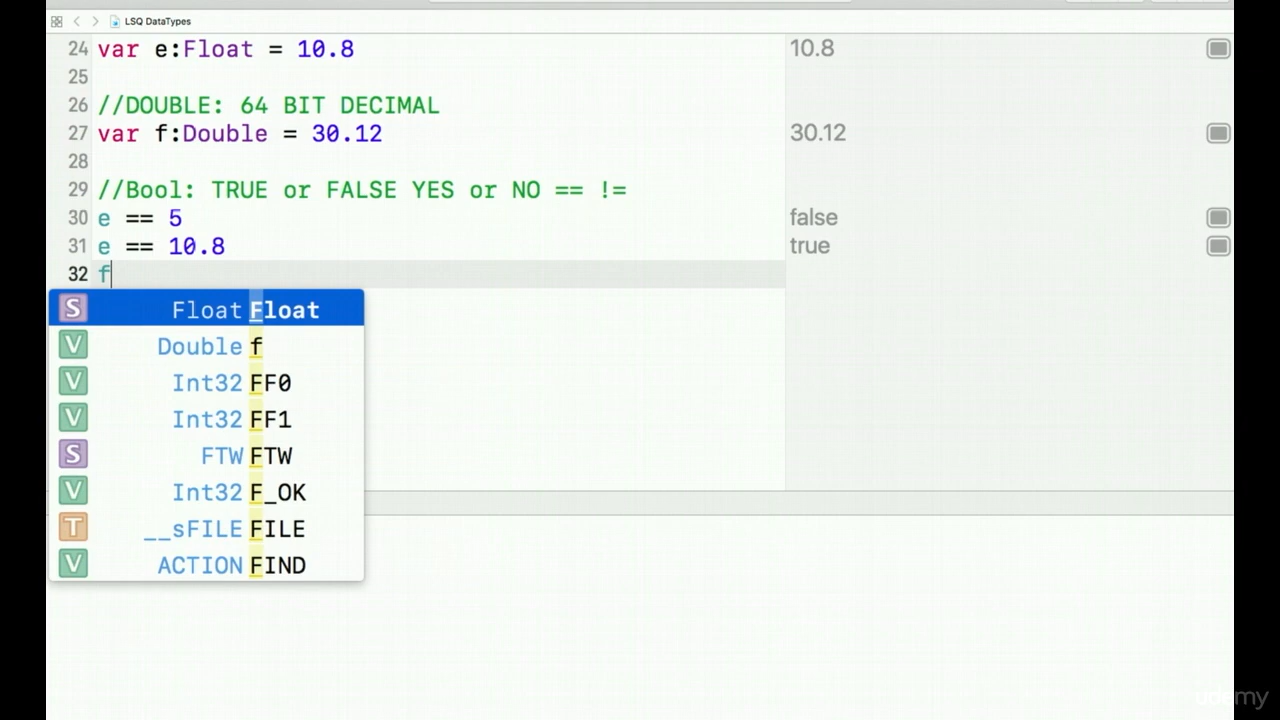 LSQ DataTypes
24 var e:Float = 10.8 10.8
25
26 //DOUBLE: 64 BIT DECIMAL
27 var f:Double = 30.12 30.12
28
29 //Bool: TRUE or FALSE YES or NO == !=
30 e == 5 false
31 e == 10.8 true
32 f
S Float Float
V Double f
V Int32 FF0
V Int32 FF1
S FTW FTW
V Int32 F_OK
T __sFILE FILE
V ACTION FIND
udemy